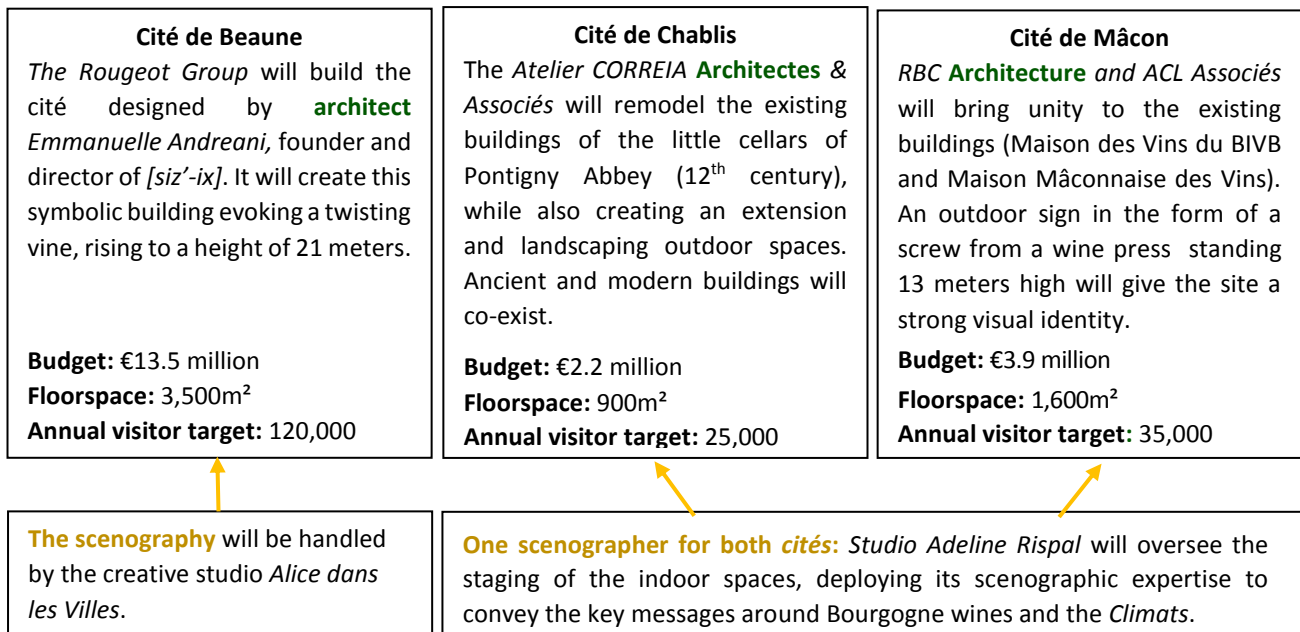 Cité de Beaune
The Rougeot Group will build the
cité designed by architect
Emmanuelle Andreani, founder and
director of [siz'-ix]. It will create this
symbolic building evoking a twisting
vine, rising to a height of 21 meters.
Budget: €13.5 million
Floorspace: 3,500m²
Annual visitor target: 120,000
Cité de Chablis
The Atelier CORREIA Architectes &
Associés will remodel the existing
buildings of the little cellars of
Pontigny Abbey (12th century),
while also creating an extension
and landscaping outdoor spaces.
Ancient and modern buildings will
co-exist.
Budget: €2.2 million
Floorspace: 900m²
Annual visitor target: 25,000
Cité de Mâcon
RBC Architecture and ACL Associés
will bring unity to the existing
buildings (Maison des Vins du BIVB
and Maison Mâconnaise des Vins).
An outdoor sign in the form of a
screw from a wine press standing
13 meters high will give the site a
strong visual identity.
Budget: €3.9 million
Floorspace: 1,600m²
Annual visitor target: 35,000
The scenography will be handled
by the creative studio Alice dans
les Villes.
One scenographer for both cités: Studio Adeline Rispal will oversee the
staging of the indoor spaces, deploying its scenographic expertise to
convey the key messages around Bourgogne wines and the Climats.